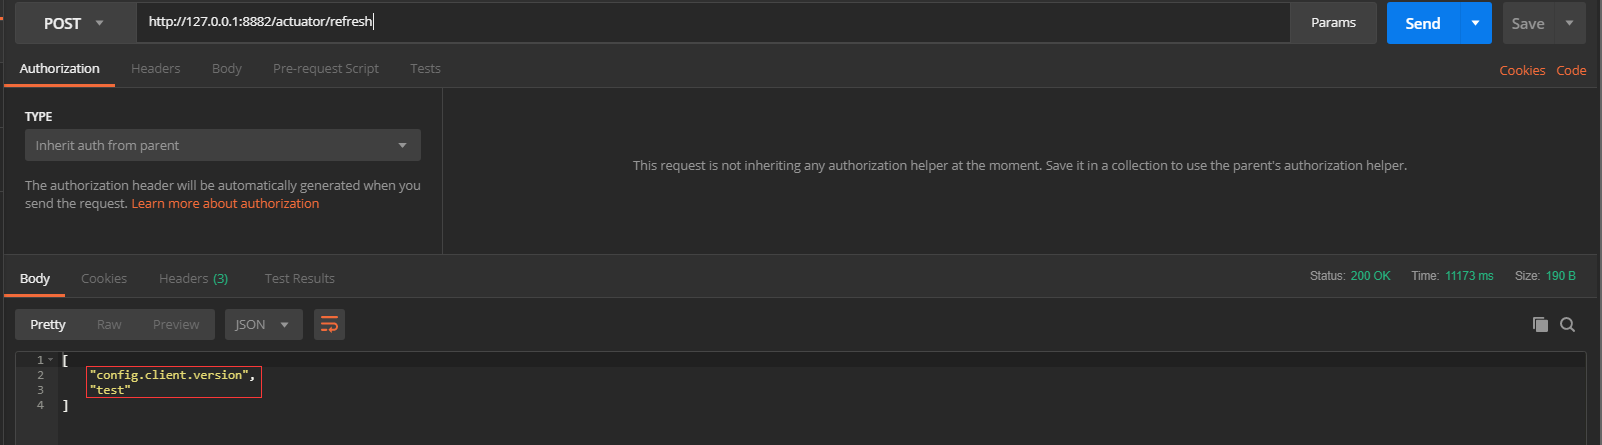 POST http://127.0.0.1:8882/actuator/refresh Params Send Save
Authorization Headers Body Pre-request Script Tests Cookies Code
TYPE
Inherit auth from parent
This request is not inheriting any authorization helper at the moment. Save it in a collection to use the parent's authorization helper.
The authorization header will be automatically generated when you
send the request. Learn more about authorization
Body Cookies Headers (3) Test Results Status: 200 OK Time: 11173 ms Size: 190 B
Pretty Raw Preview JSON
1 [
2 "config.client.version",
3 "test"
4 ]